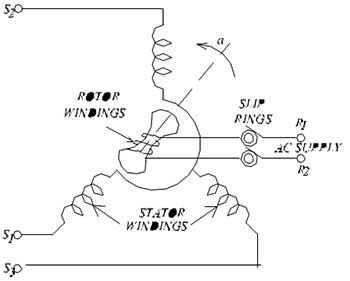 S2
a
ROTOR
WINDINGS
SLIP
RINGS
R1
AC SUPPLY
R2
STATOR
WINDINGS
S1
S3